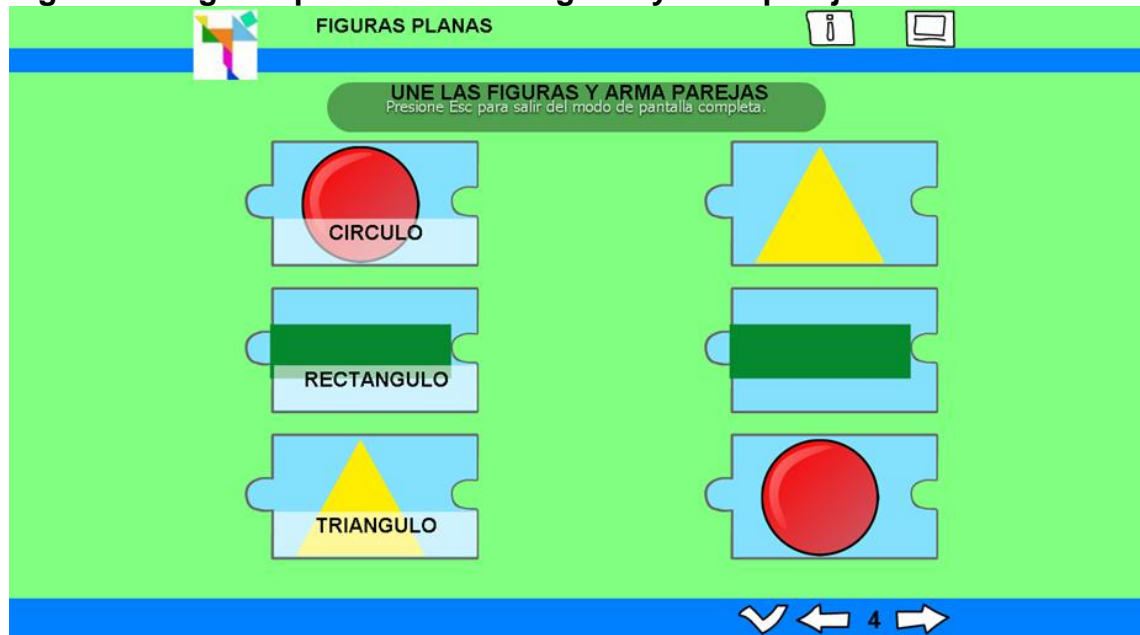 FIGURAS PLANAS
UNE LAS FIGURAS Y ARMA PAREJAS
Presione Esc para salir del modo de pantalla completa.
CIRCULO
RECTANGULO
TRIANGULO
4